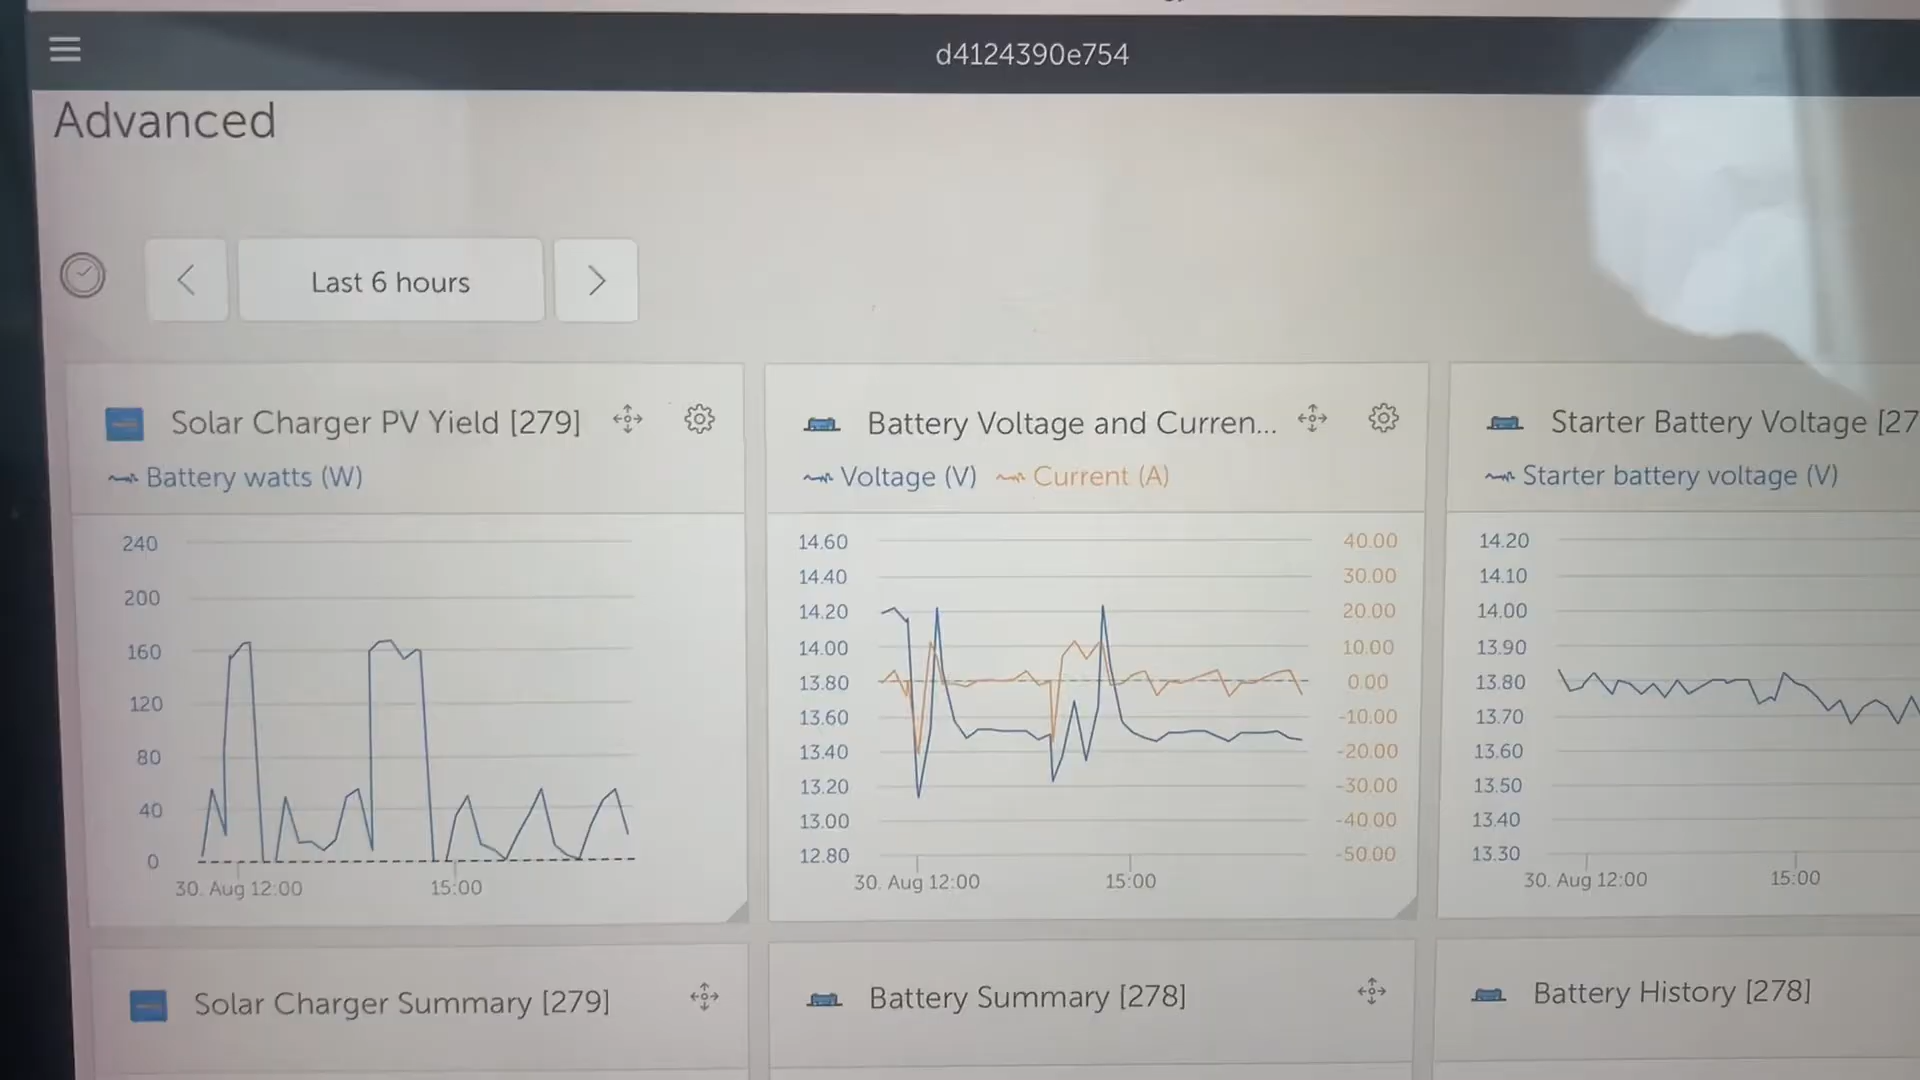 d4124390e754
Advanced
Last 6 hours
Solar Charger PV Yield [279]
Battery watts (W)
240
200
160
120
80
40
0
30. Aug 12:00
15:00
Battery Voltage and Curren...
Voltage (V)
Current (A)
14.60
14.40
14.20
14.00
13.80
13.60
13.40
13.20
13.00
12.80
40.00
30.00
20.00
10.00
0.00
-10.00
-20.00
-30.00
-40.00
-50.00
30. Aug 12:00
15:00
Starter Battery Voltage [27
Starter battery voltage (V)
14.20
14.10
14.00
13.90
13.80
13.70
13.60
13.50
13.40
13.30
30. Aug 12:00
15:00
Solar Charger Summary [279]
Battery Summary [278]
Battery History [278]